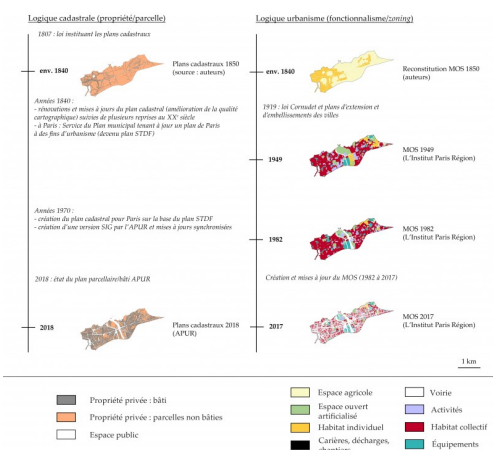 Logique cadastrale (propriété/parcelle)
1807 : loi instituant les plans cadastraux
env. 1840
Plans cadastraux 1850
(source : auteurs)
Années 1840 :
- rénovations et mises à jours du plan cadastral (amélioration de la qualité
cartographique) suivies de plusieurs reprises au XXe siècle
- à Paris : Service du Plan municipal tenant à jour un plan de Paris
à des fins d'urbanisme (devenu plan STDF)
Années 1970 :
- création du plan cadastral pour Paris sur la base du plan STDF
- création d'une version SIG par l'APUR et mises à jours synchronisées
2018 : état du plan parcellaire/bâti APUR
2018
Plans cadastraux 2018
(APUR)
Logique urbanisme (fonctionnalisme/zoning)
env. 1840
Reconstitution MOS 1850
(auteurs)
1919 : loi Cornudet et plans d'extension et
d'embellissements des villes
1949
MOS 1949
(L'Institut Paris Région)
1982
MOS 1982
(L'Institut Paris Région)
Création et mises à jour du MOS (1982 à 2017)
2017
MOS 2017
(L'Institut Paris Région)
1 km
Propriété privée : bâti
Propriété privée : parcelles non bâties
Espace public
Espace agricole
Espace ouvert
artificialisé
Habitat individuel
Carières, décharges,
chantiers
Voirie
Activités
Habitat collectif
Équipements